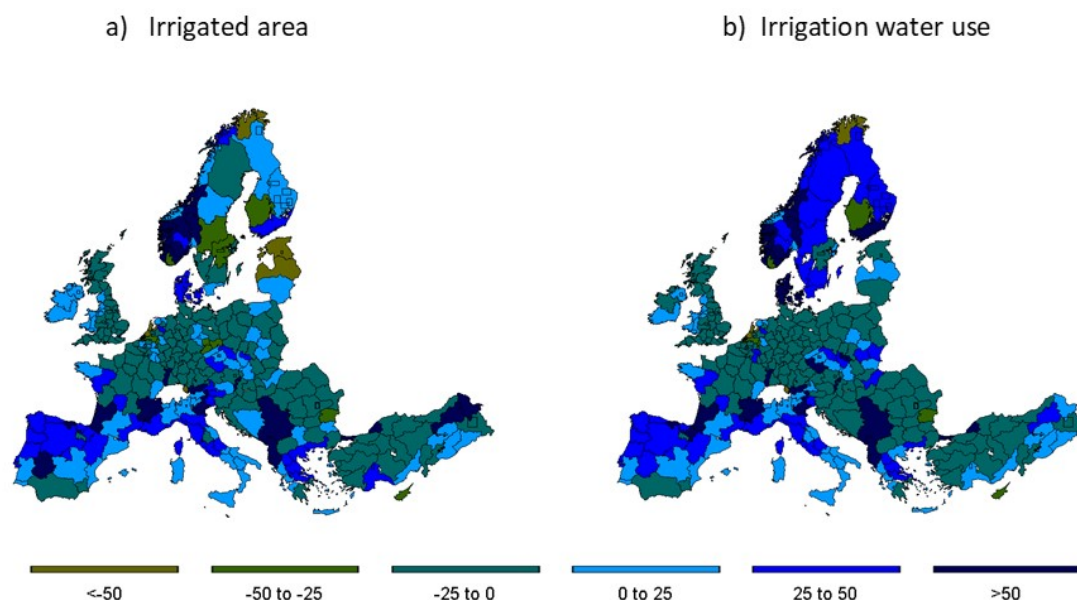 a) Irrigated area
b) Irrigation water use
<-50 -50 to -25 -25 to 0 0 to 25 25 to 50 >50